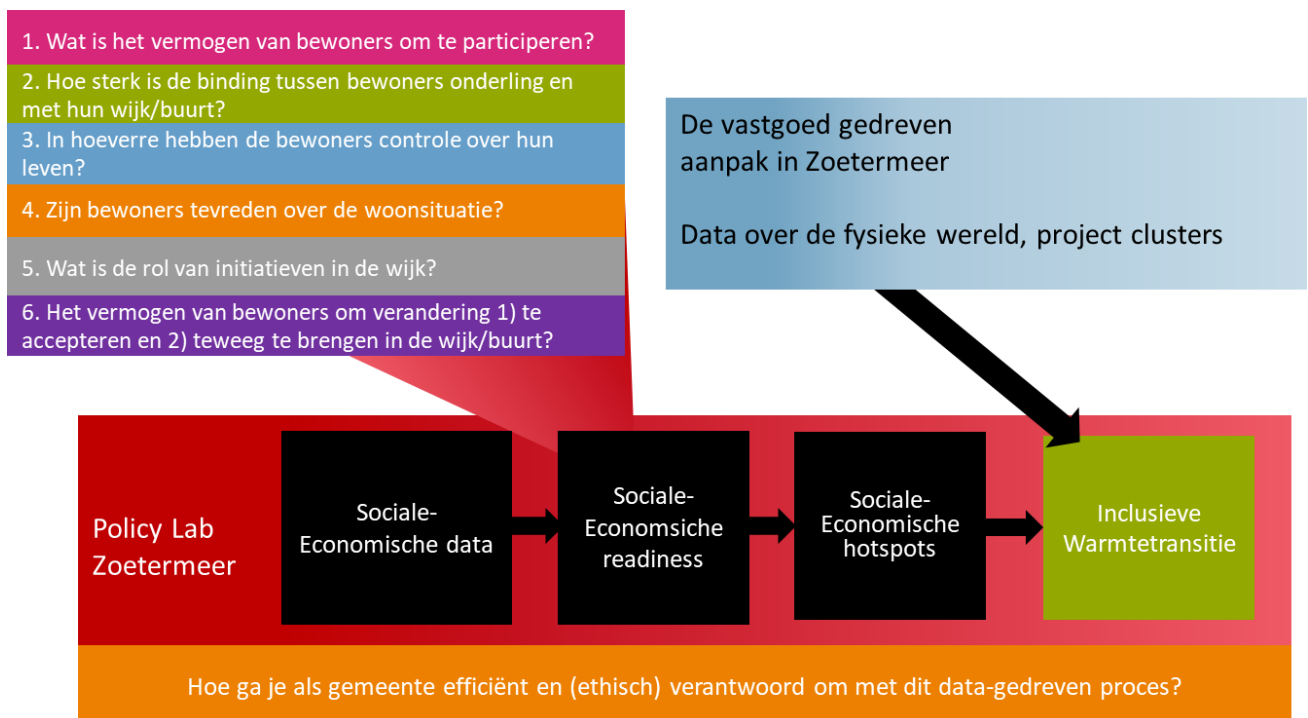 1. Wat is het vermogen van bewoners om te participeren?
2. Hoe sterk is de binding tussen bewoners onderling en
met hun wijk/buurt?
3. In hoeverre hebben de bewoners controle over hun
leven?
4. Zijn bewoners tevreden over de woonsituatie?
5. Wat is de rol van initiatieven in de wijk?
6. Het vermogen van bewoners om verandering 1) te
accepteren en 2) teweeg te brengen in de wijk/buurt?
De vastgoed gedreven
aanpak in Zoetermeer
Data over de fysieke wereld, project clusters
Policy Lab
Zoetermeer
Sociale-
Economische data
Sociale-
Economsiche
readiness
Sociale-
Economische
hotspots
Inclusieve
Warmtetransitie
Hoe ga je als gemeente efficiënt en (ethisch) verantwoord om met dit data-gedreven proces?